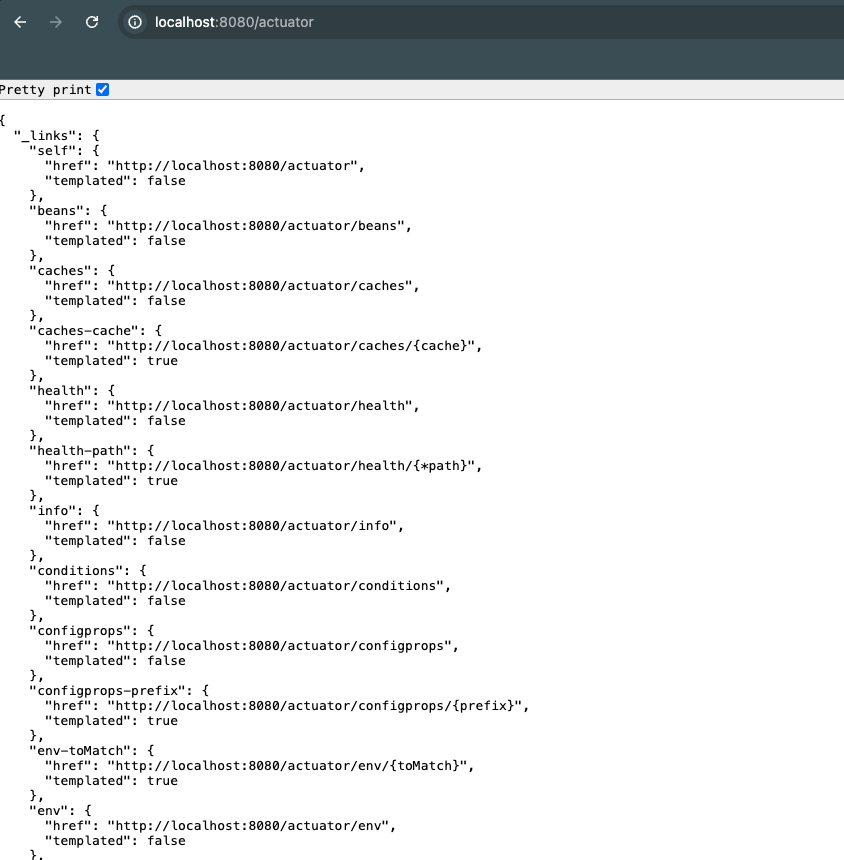 localhost:8080/actuator
Pretty print
{
  "_links": {
    "self": {
      "href": "http://localhost:8080/actuator",
      "templated": false
    },
    "beans": {
      "href": "http://localhost:8080/actuator/beans",
      "templated": false
    },
    "caches": {
      "href": "http://localhost:8080/actuator/caches",
      "templated": false
    },
    "caches-cache": {
      "href": "http://localhost:8080/actuator/caches/{cache}",
      "templated": true
    },
    "health": {
      "href": "http://localhost:8080/actuator/health",
      "templated": false
    },
    "health-path": {
      "href": "http://localhost:8080/actuator/health/{*path}",
      "templated": true
    },
    "info": {
      "href": "http://localhost:8080/actuator/info",
      "templated": false
    },
    "conditions": {
      "href": "http://localhost:8080/actuator/conditions",
      "templated": false
    },
    "configprops": {
      "href": "http://localhost:8080/actuator/configprops",
      "templated": false
    },
    "configprops-prefix": {
      "href": "http://localhost:8080/actuator/configprops/{prefix}",
      "templated": true
    },
    "env-toMatch": {
      "href": "http://localhost:8080/actuator/env/{toMatch}",
      "templated": true
    },
    "env": {
      "href": "http://localhost:8080/actuator/env",
      "templated": false
    },